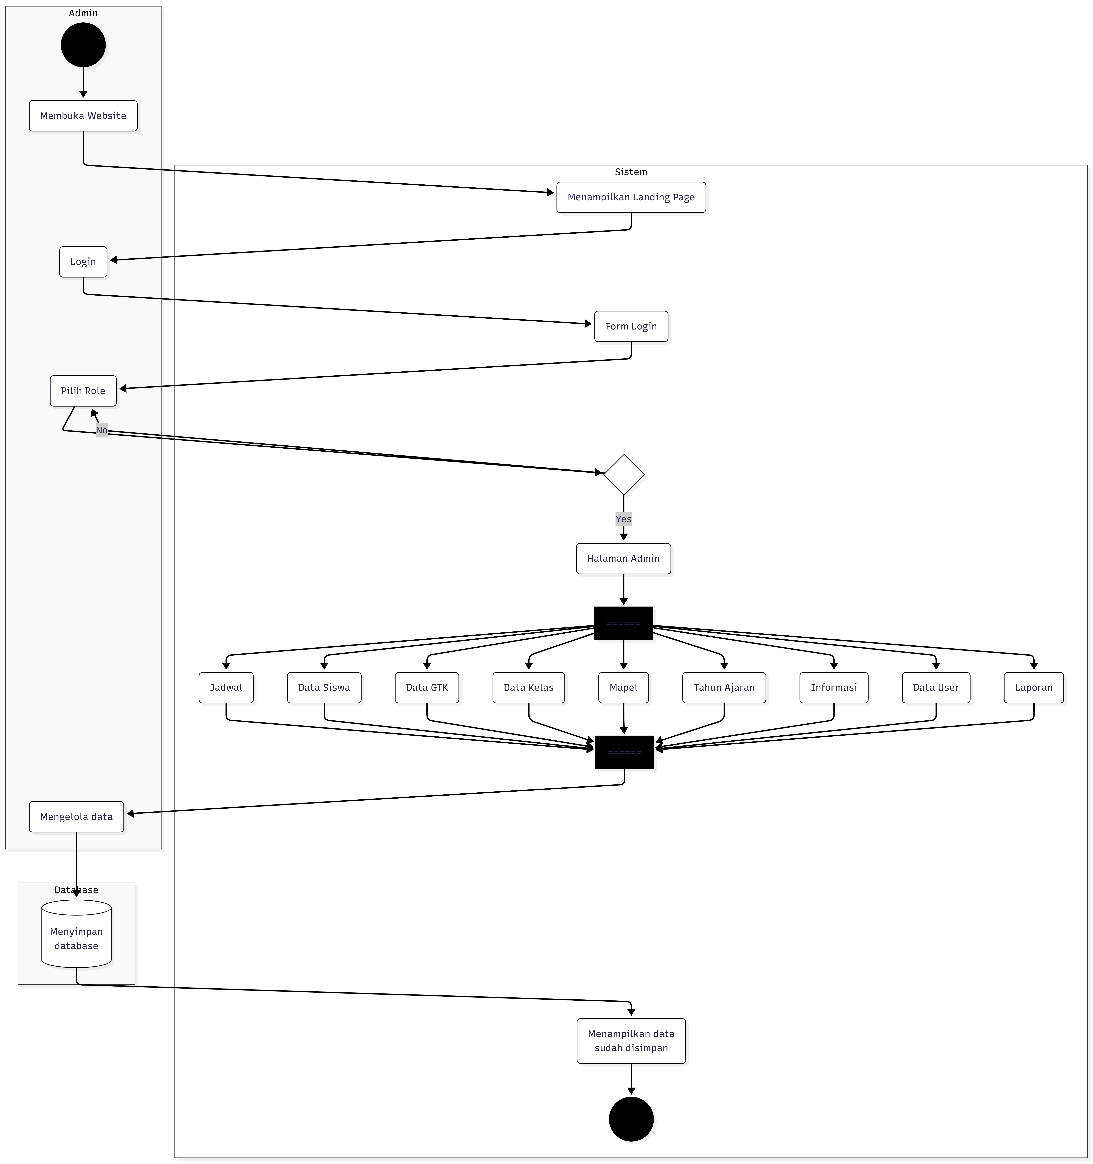 Admin
Membuka Website
Sistem
Menampilkan Landing Page
Login
Form Login
Pilih Role
No
Yes
Halaman Admin
======
Jadwal
Data Siswa
Data GTK
Data Kelas
Mapel
Tahun Ajaran
Informasi
Data User
Laporan
======
Mengelola data
Database
Menyimpan
database
Menampilkan data
sudah disimpan